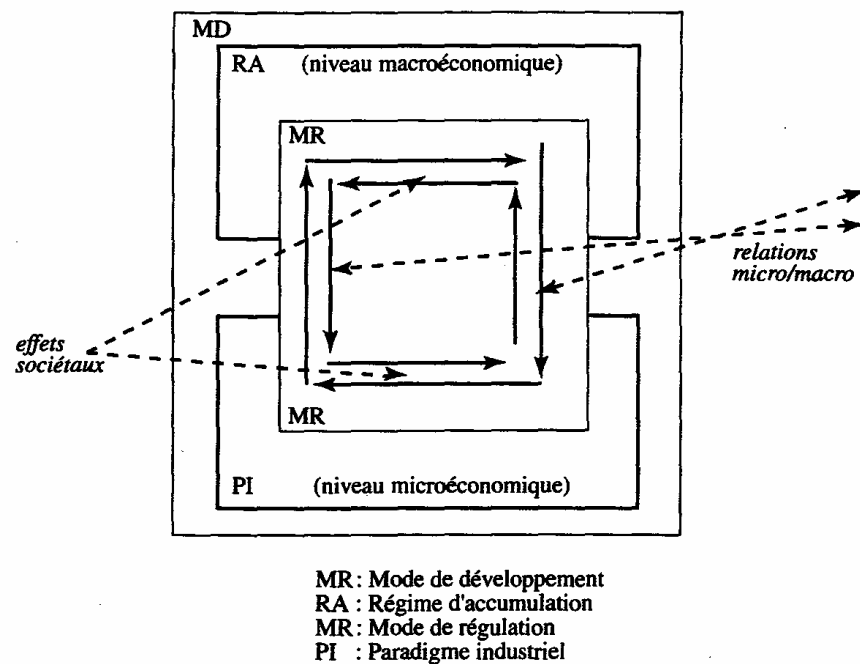 MD
RA (niveau macroéconomique)
MR
relations
micro/macro
effets
sociétaux
MR
PI (niveau microéconomique)
MR : Mode de développement
RA : Régime d'accumulation
MR : Mode de régulation
PI : Paradigme industriel